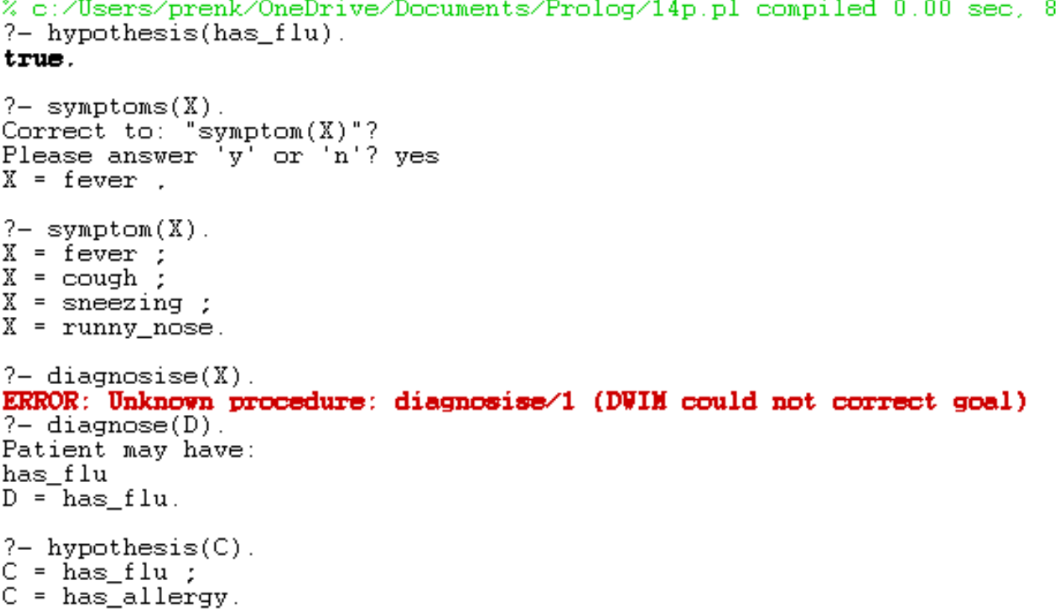 % c:/Users/prenk/OneDrive/Documents/Prolog/14p.pl compiled 0.00 sec, 8
?- hypothesis(has_flu).
true.
?- symptoms(X).
Correct to: "symptom(X)"?
Please answer 'y' or 'n'? yes
X = fever .
?- symptom(X).
X = fever ;
X = cough ;
X = sneezing ;
X = runny_nose.
?- diagnosise(X).
ERROR: Unknown procedure: diagnosise/1 (DWIM could not correct goal)
?- diagnose(D).
Patient may have:
has_flu
D = has_flu.
?- hypothesis(C).
C = has_flu ;
C = has_allergy.